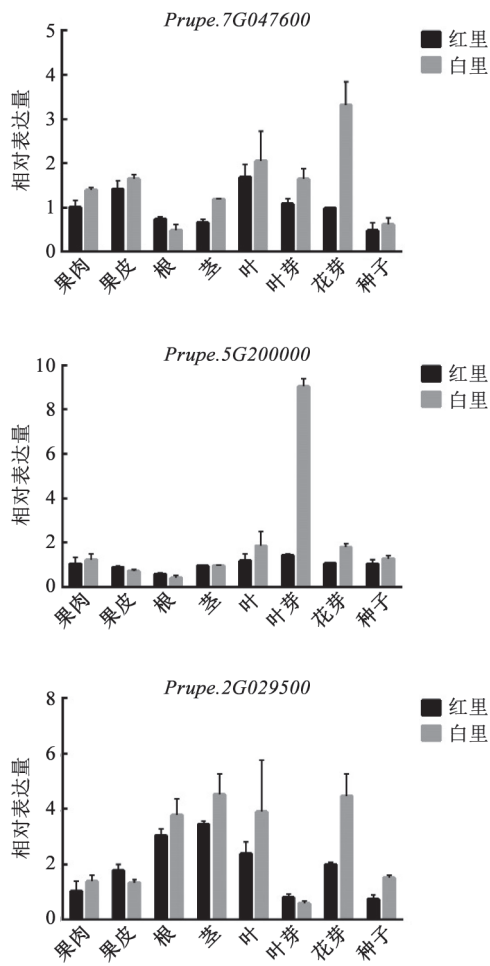 Prupe.7G047600
红里
白里
相对表达量
5
4
3
2
1
0
果肉 果皮 根 茎 叶 叶芽 花芽 种子
Prupe.5G200000
红里
白里
相对表达量
10
8
6
4
2
0
果肉 果皮 根 茎 叶 叶芽 花芽 种子
Prupe.2G029500
红里
白里
相对表达量
8
6
4
2
0
果肉 果皮 根 茎 叶 叶芽 花芽 种子